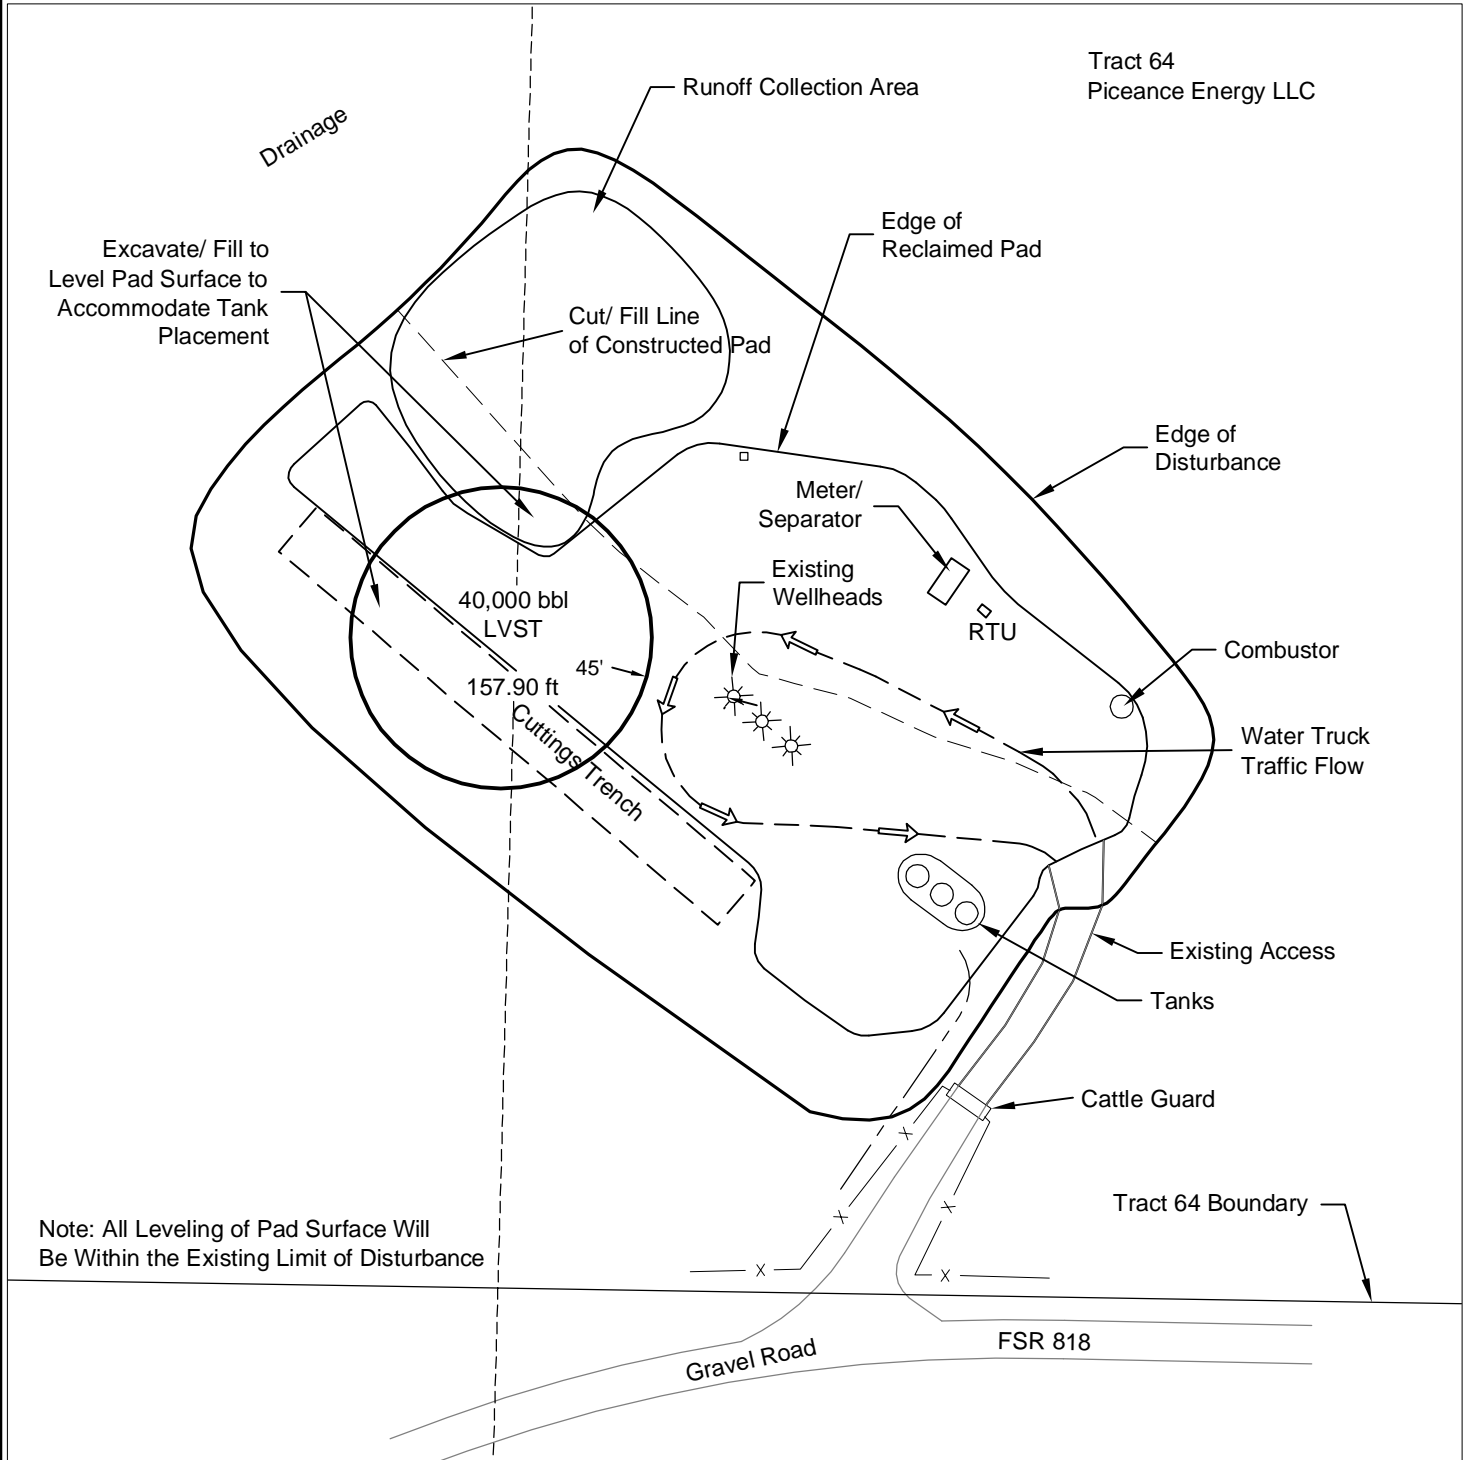 Tract 64
Piceance Energy LLC
Runoff Collection Area
Drainage
Edge of
Reclaimed Pad
Excavate/ Fill to
Level Pad Surface to
Accommodate Tank
Placement
Cut/ Fill Line
of Constructed Pad
Edge of
Disturbance
Meter/
Separator
Existing
Wellheads
40,000 bbl
LVST
RTU
Combustor
45'
157.90 ft
Cuttings Trench
Water Truck
Traffic Flow
Existing Access
Tanks
Cattle Guard
X
X
X
X
X
Tract 64 Boundary
Note: All Leveling of Pad Surface Will
Be Within the Existing Limit of Disturbance
Gravel Road
FSR 818